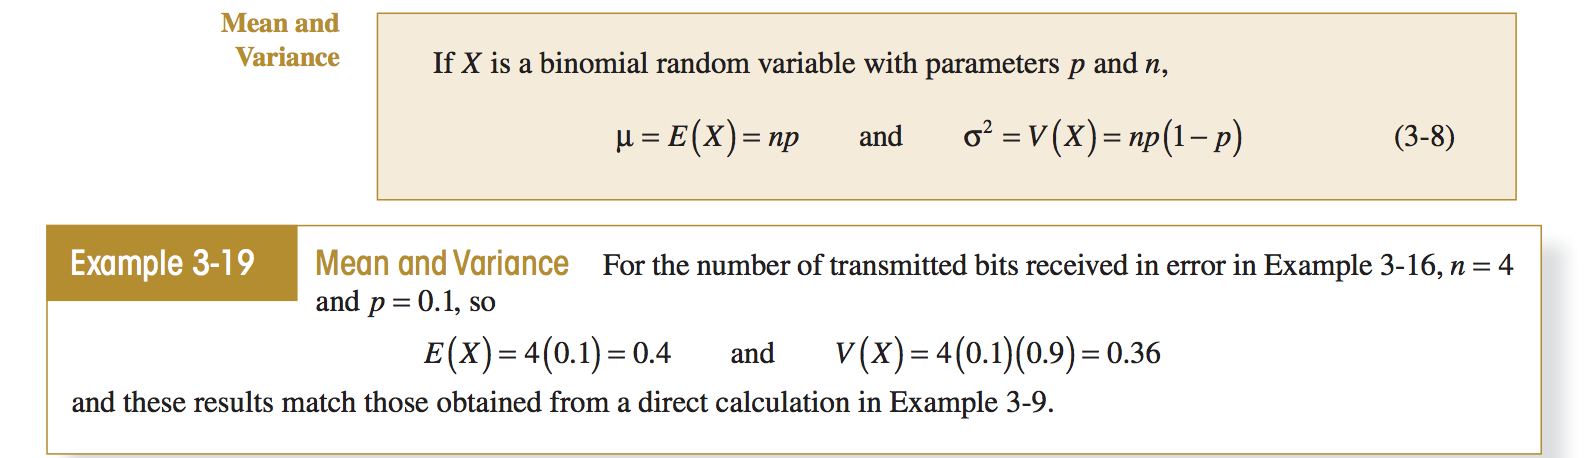 Mean and
Variance
If X is a binomial random variable with parameters p and n,
μ = E(X) = np and σ² = V(X) = np(1 − p) (3-8)
Example 3-19 Mean and Variance For the number of transmitted bits received in error in Example 3-16, n = 4
and p = 0.1, so
E(X) = 4(0.1) = 0.4 and V(X) = 4(0.1)(0.9) = 0.36
and these results match those obtained from a direct calculation in Example 3-9.